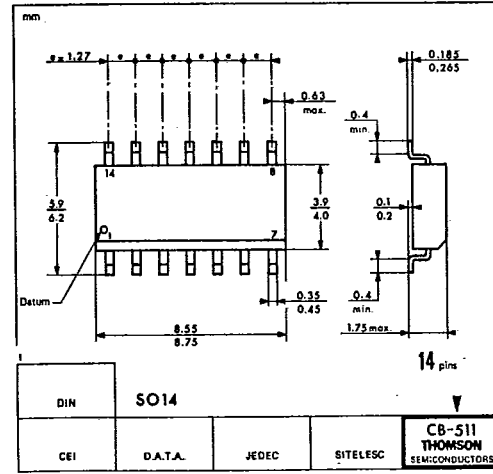 mm
e = 1.27 e e e e e e
0.185
0.265
0.63
max.
0.4
min.
14 8
5.9
6.2
3.9
4.0
0.1
0.2
1 7
Datum
0.35
0.45
0.4
min.
8.55
8.75
1.75 max.
14 pins
DIN SO14
CEI D.A.T.A. JEDEC SITELESC
CB-511
THOMSON
SEMICONDUCTORS